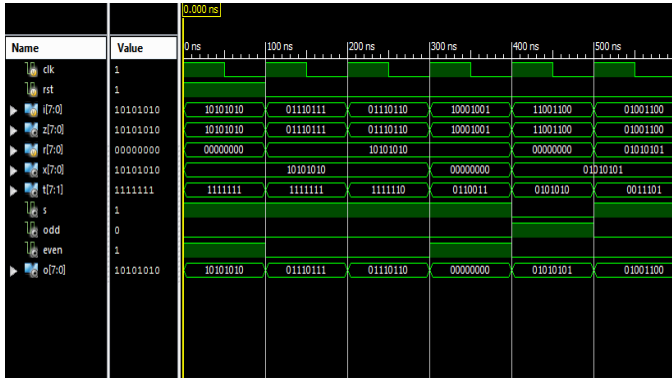 0.000 ns
Name Value 0 ns 100 ns 200 ns 300 ns 400 ns 500 ns
clk 1
rst 1
i[7:0] 10101010 10101010 01110111 01110110 10001001 11001100 01001100
z[7:0] 10101010 10101010 01110111 01110110 10001001 11001100 01001100
r[7:0] 00000000 00000000 10101010 00000000 01010101
x[7:0] 10101010 10101010 00000000 01010101
t[7:1] 1111111 1111111 1111111 1111110 0110011 0101010 0011101
s 1
odd 0
even 1
o[7:0] 10101010 10101010 01110111 01110110 00000000 01010101 01001100